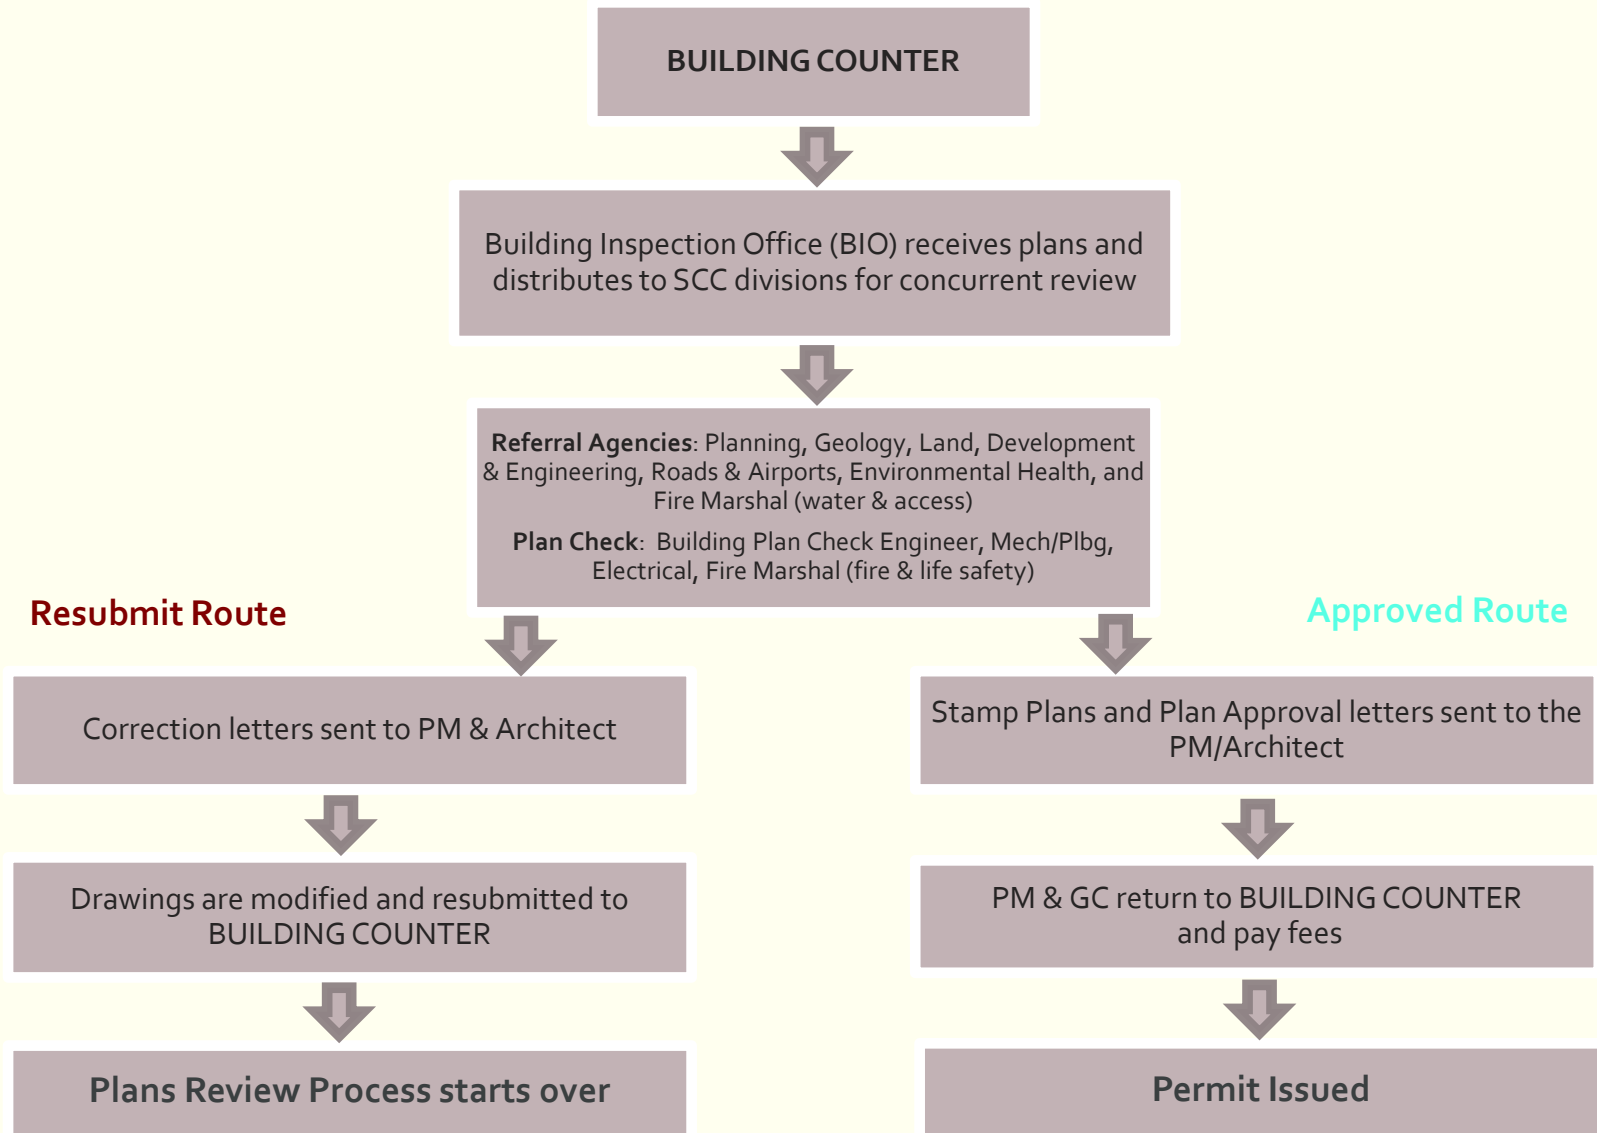 BUILDING COUNTER
Building Inspection Office (BIO) receives plans and
distributes to SCC divisions for concurrent review
Referral Agencies: Planning, Geology, Land, Development
& Engineering, Roads & Airports, Environmental Health, and
Fire Marshal (water & access)
Plan Check:  Building Plan Check Engineer, Mech/Plbg,
Electrical, Fire Marshal (fire & life safety)
Resubmit Route
Approved Route
Correction letters sent to PM & Architect
Stamp Plans and Plan Approval letters sent to the
PM/Architect
Drawings are modified and resubmitted to
BUILDING COUNTER
PM & GC return to BUILDING COUNTER
and pay fees
Plans Review Process starts over
Permit Issued